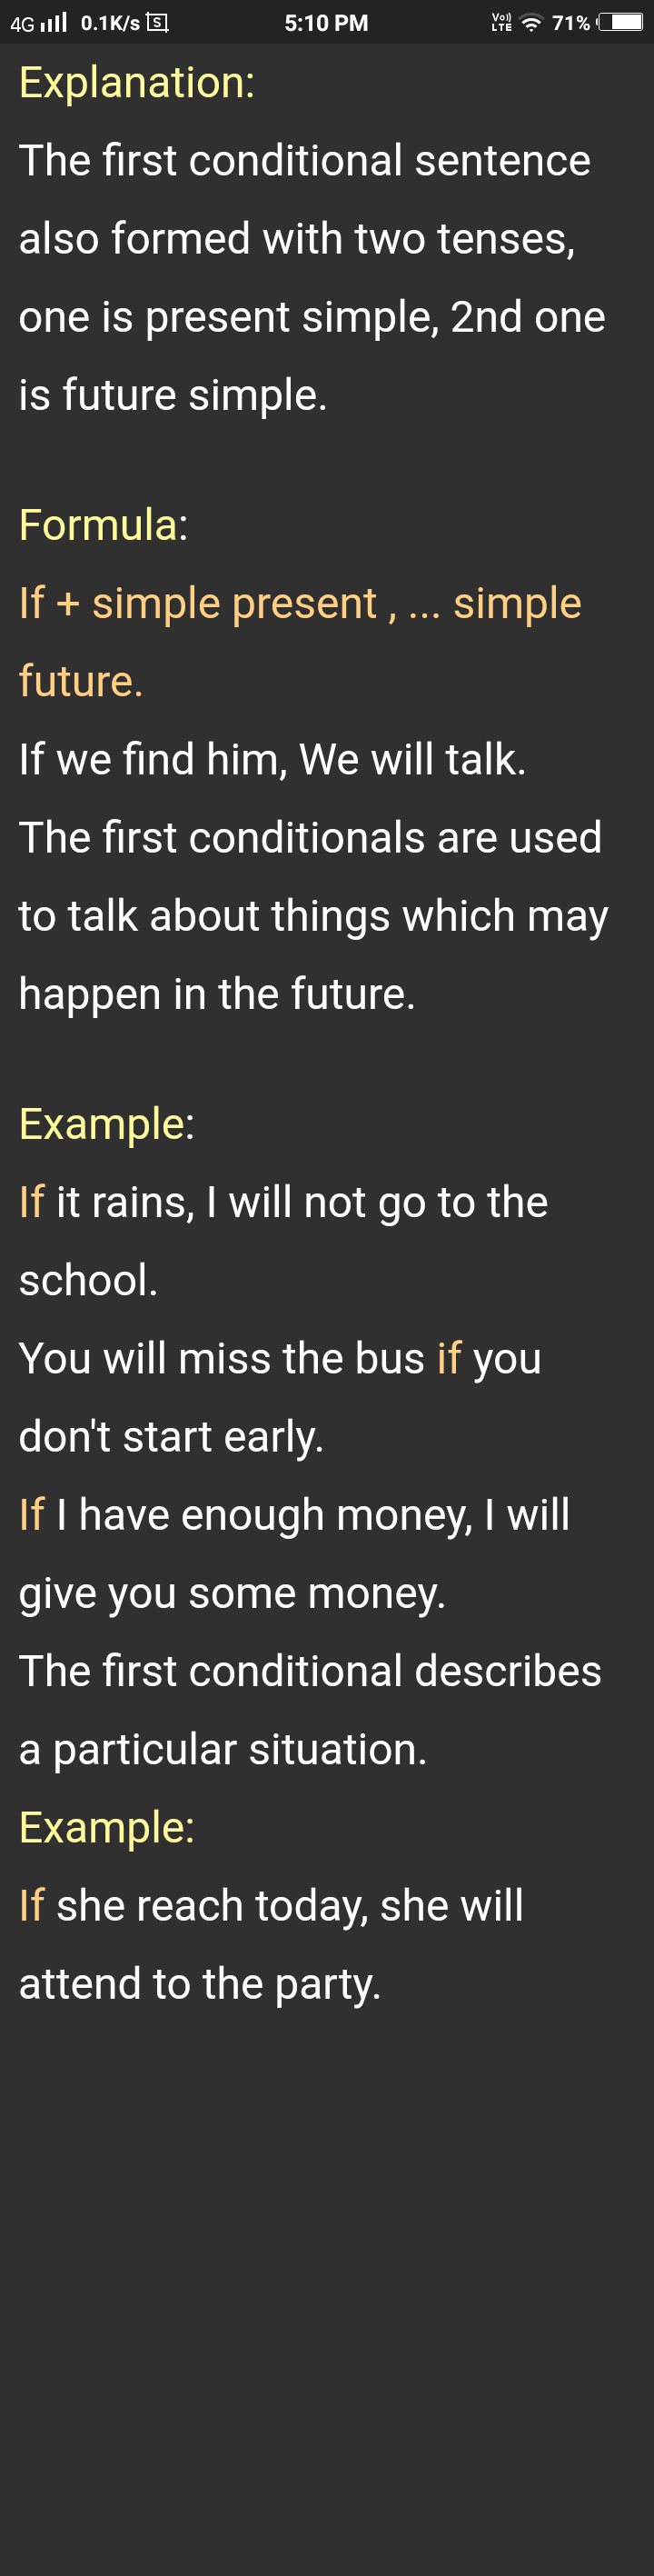 4G 0.1K/s S 5:10 PM Vo)) LTE 71%
Explanation:
The first conditional sentence
also formed with two tenses,
one is present simple, 2nd one
is future simple.
Formula:
If + simple present , ... simple
future.
If we find him, We will talk.
The first conditionals are used
to talk about things which may
happen in the future.
Example:
If it rains, I will not go to the
school.
You will miss the bus if you
don't start early.
If I have enough money, I will
give you some money.
The first conditional describes
a particular situation.
Example:
If she reach today, she will
attend to the party.